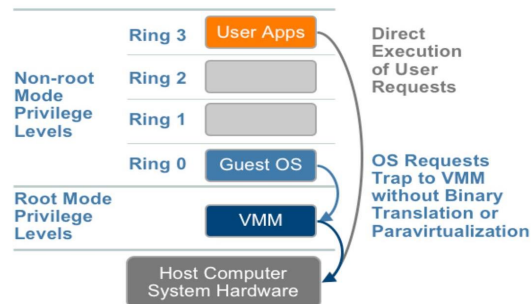 Ring 3
User Apps
Direct
Execution
of User
Requests
Non-root
Mode
Privilege
Levels
Ring 2
Ring 1
Ring 0
Guest OS
OS Requests
Trap to VMM
without Binary
Translation or
Paravirtualization
Root Mode
Privilege
Levels
VMM
Host Computer
System Hardware